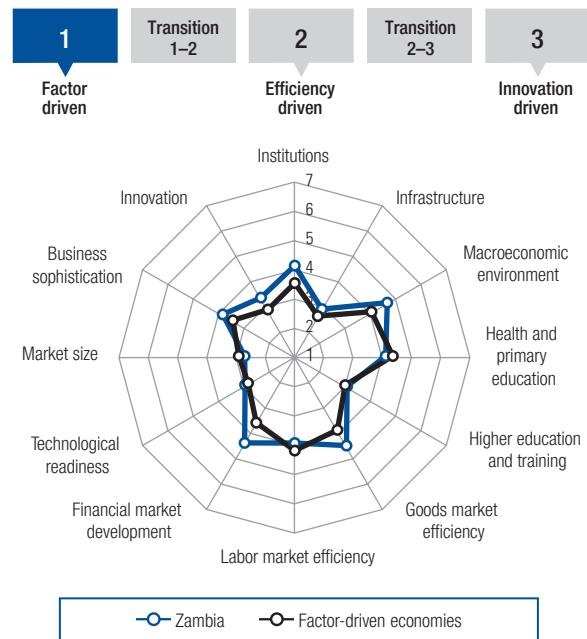 1
Transition
1–2
2
Transition
2–3
3
Factor
driven
Efficiency
driven
Innovation
driven
Institutions
Innovation
7
Infrastructure
6
Business
sophistication
5
Macroeconomic
environment
4
3
2
Market size
1
Health and
primary
education
Technological
readiness
Higher education
and training
Financial market
development
Goods market
efficiency
Labor market efficiency
Zambia
Factor-driven economies